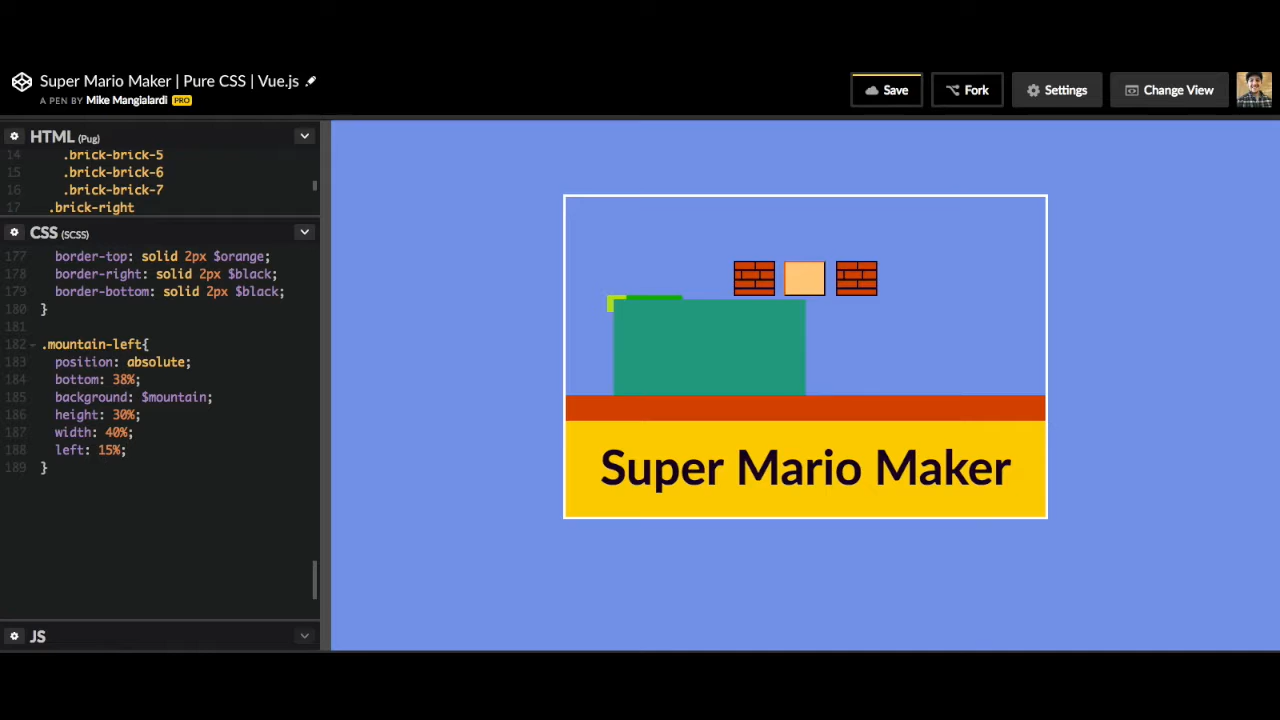 Super Mario Maker | Pure CSS | Vue.js
A PEN BY Mike Mangialardi PRO
Save
Fork
Settings
Change View
HTML (Pug)
14 .brick-brick-5
15 .brick-brick-6
16 .brick-brick-7
17 .brick-right
CSS (SCSS)
177 border-top: solid 2px $orange;
178 border-right: solid 2px $black;
179 border-bottom: solid 2px $black;
180 }
181
182 .mountain-left{
183 position: absolute;
184 bottom: 38%;
185 background: $mountain;
186 height: 30%;
187 width: 40%;
188 left: 15%;
189 }
JS
Super Mario Maker